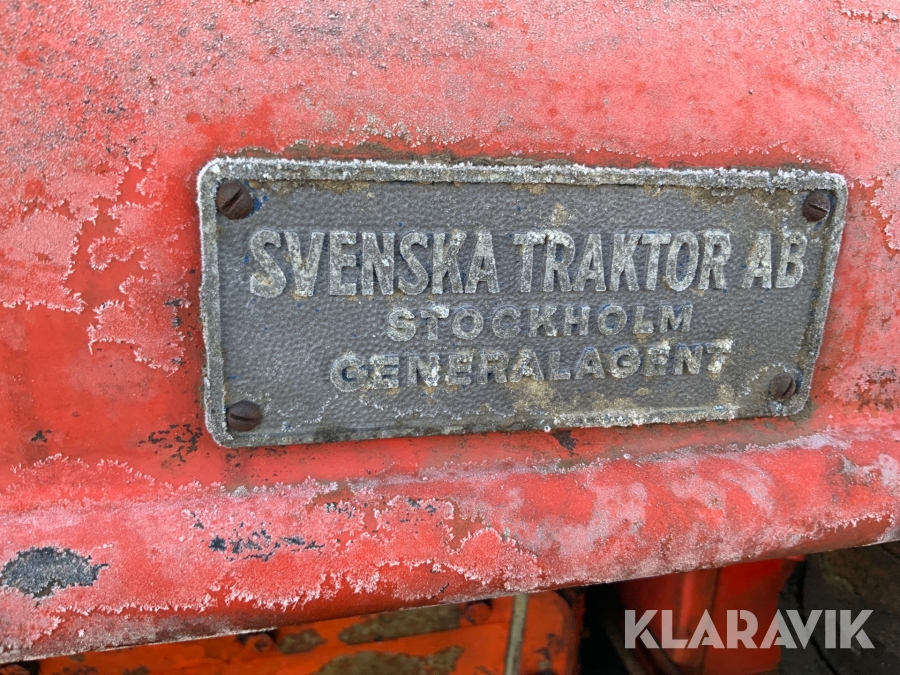 SVENSKA TRAKTOR AB
STOCKHOLM
GENERALAGENT
KLARAVIK